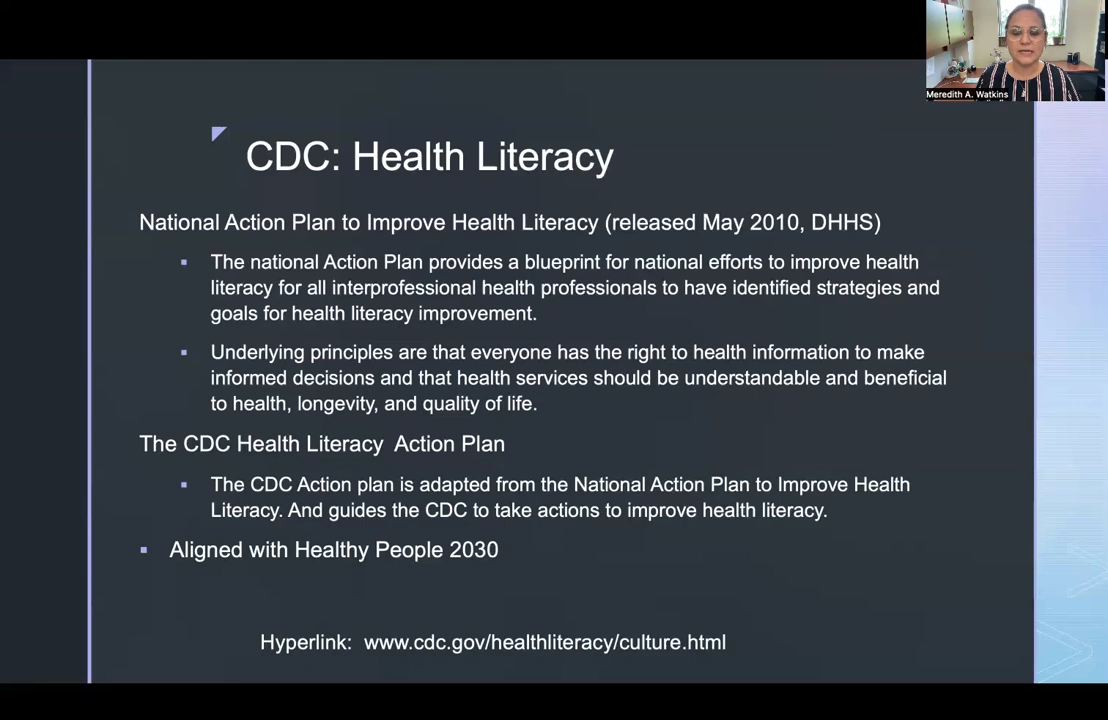 Meredith A. Watkins
CDC: Health Literacy
National Action Plan to Improve Health Literacy (released May 2010, DHHS)
▪ The national Action Plan provides a blueprint for national efforts to improve health
literacy for all interprofessional health professionals to have identified strategies and
goals for health literacy improvement.
▪ Underlying principles are that everyone has the right to health information to make
informed decisions and that health services should be understandable and beneficial
to health, longevity, and quality of life.
The CDC Health Literacy  Action Plan
▪ The CDC Action plan is adapted from the National Action Plan to Improve Health
Literacy. And guides the CDC to take actions to improve health literacy.
▪ Aligned with Healthy People 2030
Hyperlink:  www.cdc.gov/healthliteracy/culture.html